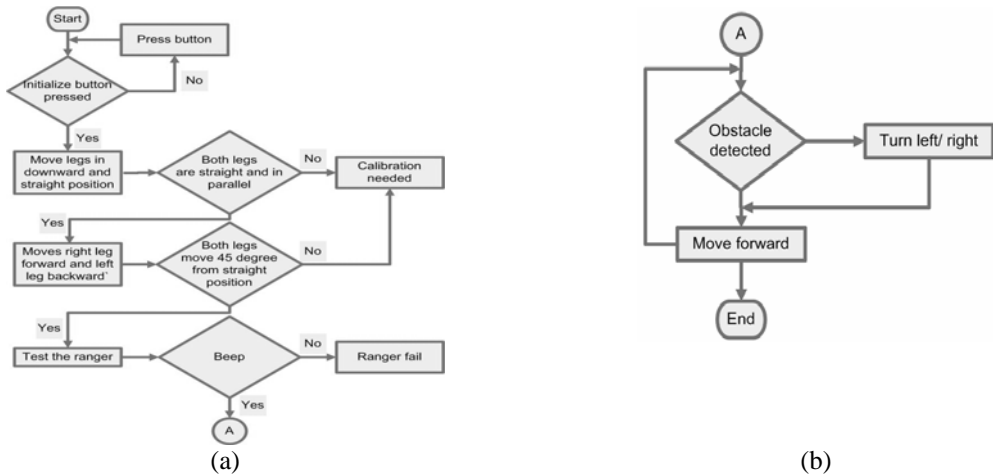 Start
Press button
Initialize button
pressed
No
Yes
Move legs in
downward and
straight position
Both legs
are straight and in
parallel
No
Calibration
needed
Yes
Moves right leg
forward and left
leg backward`
Both legs
move 45 degree
from straight
position
No
Yes
Test the ranger
Beep
No
Ranger fail
Yes
A
(a)
A
Obstacle
detected
Turn left/ right
Move forward
End
(b)